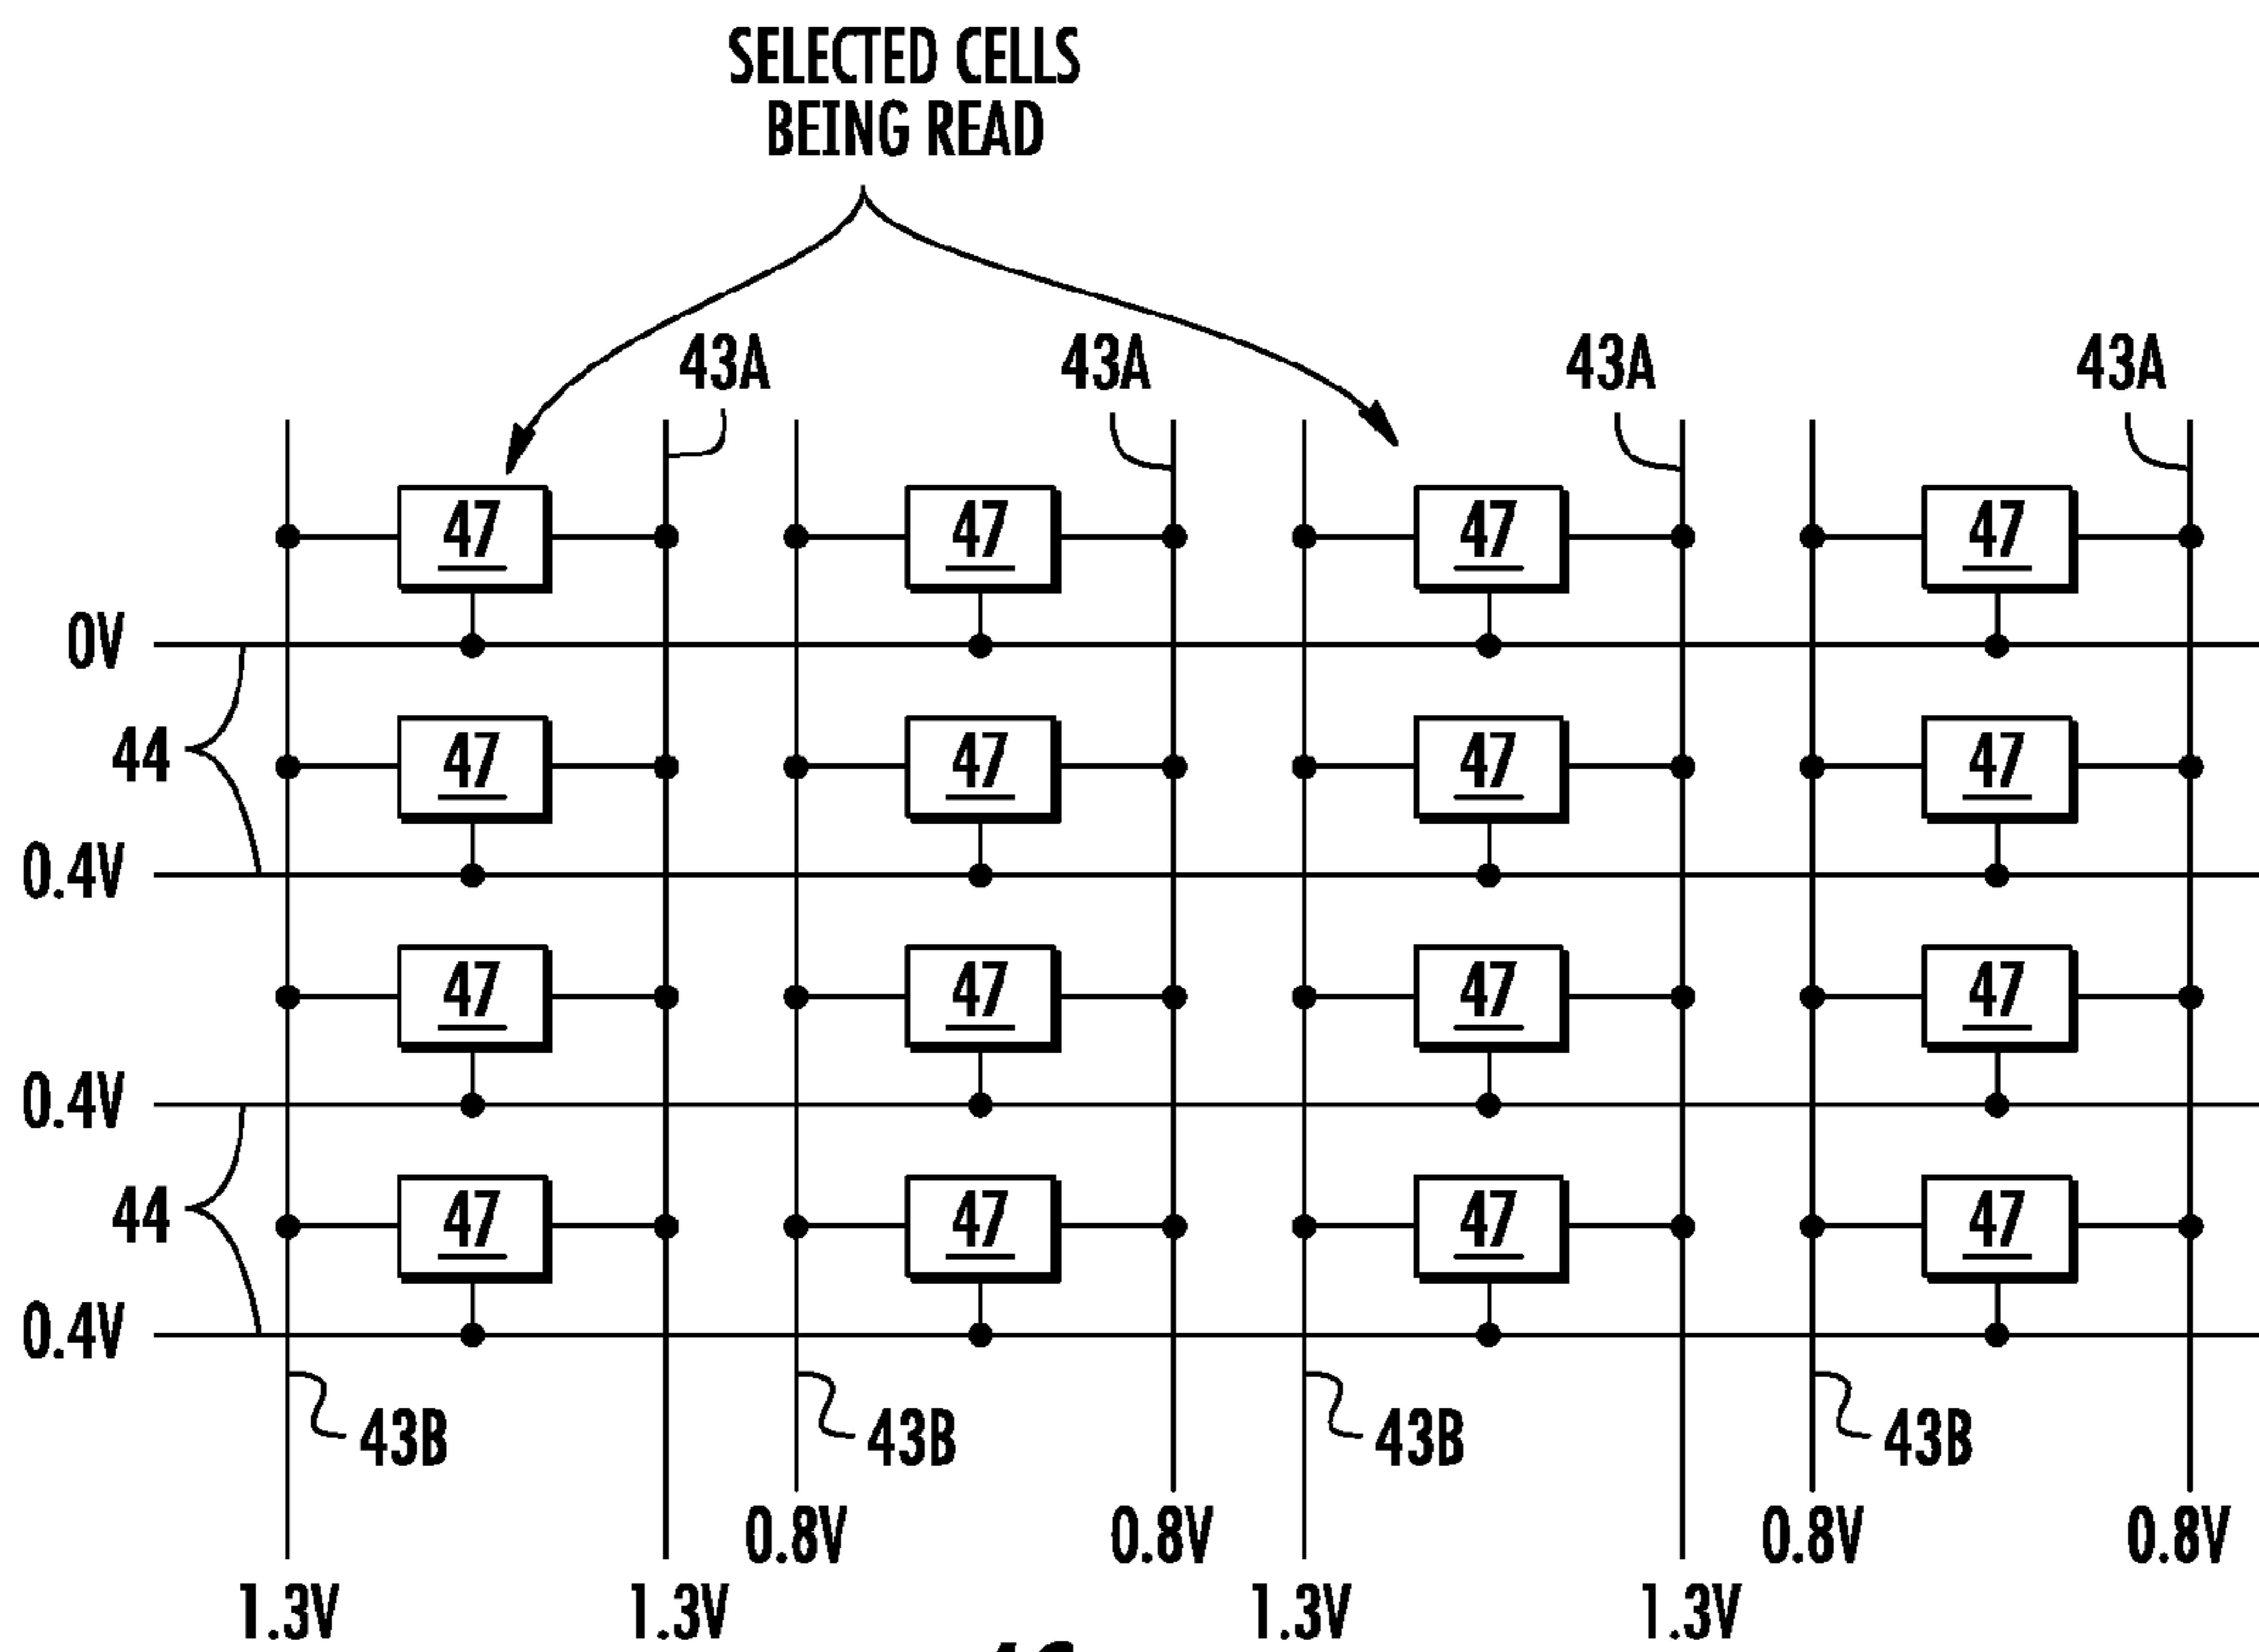 SELECTED CELLS
BEING READ
43A 43A 43A 43A
47 47 47 47
0V
44
47 47 47 47
0.4V
47 47 47 47
0.4V
44
47 47 47 47
0.4V
43B 43B 43B 43B
0.8V 0.8V 0.8V 0.8V
1.3V 1.3V 1.3V 1.3V